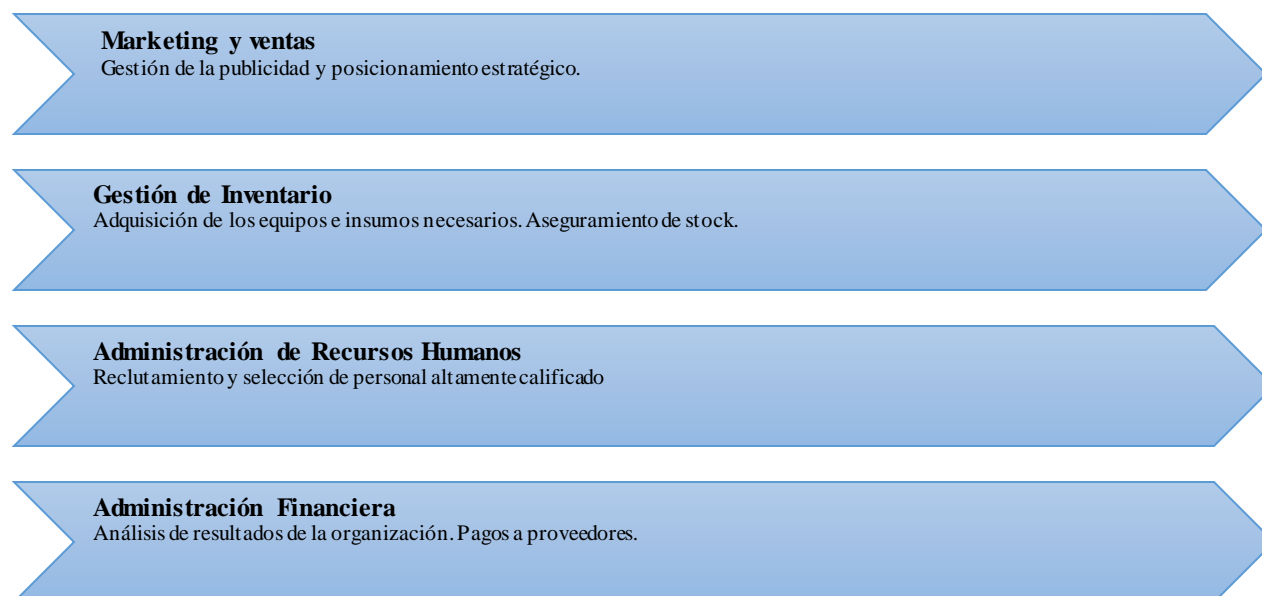 Marketing y ventas
Gestión de la publicidad y posicionamiento estratégico.
Gestión de Inventario
Adquisición de los equipos e insumos necesarios. Aseguramiento de stock.
Administración de Recursos Humanos
Reclutamiento y selección de personal altamente calificado
Administración Financiera
Análisis de resultados de la organización. Pagos a proveedores.